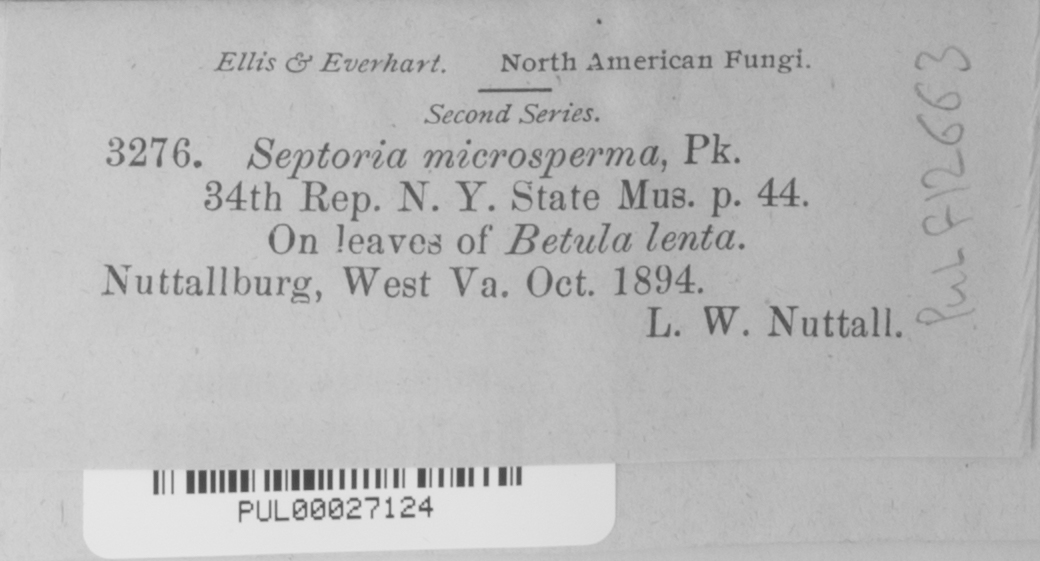 Ellis & Everhart. North American Fungi.
Second Series.
3276. Septoria microsperma, Pk.
34th Rep. N. Y. State Mus. p. 44.
On leaves of Betula lenta.
Nuttallburg, West Va. Oct. 1894.
L. W. Nuttall.
PUL F12663
PUL00027124